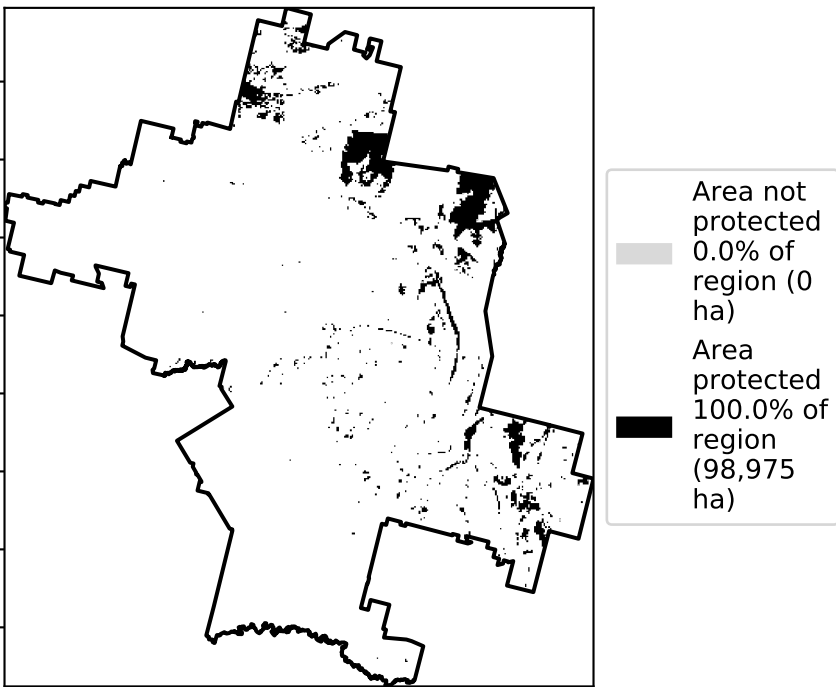 Area not
protected
0.0% of
region (0
ha)
Area
protected
100.0% of
region
(98,975
ha)